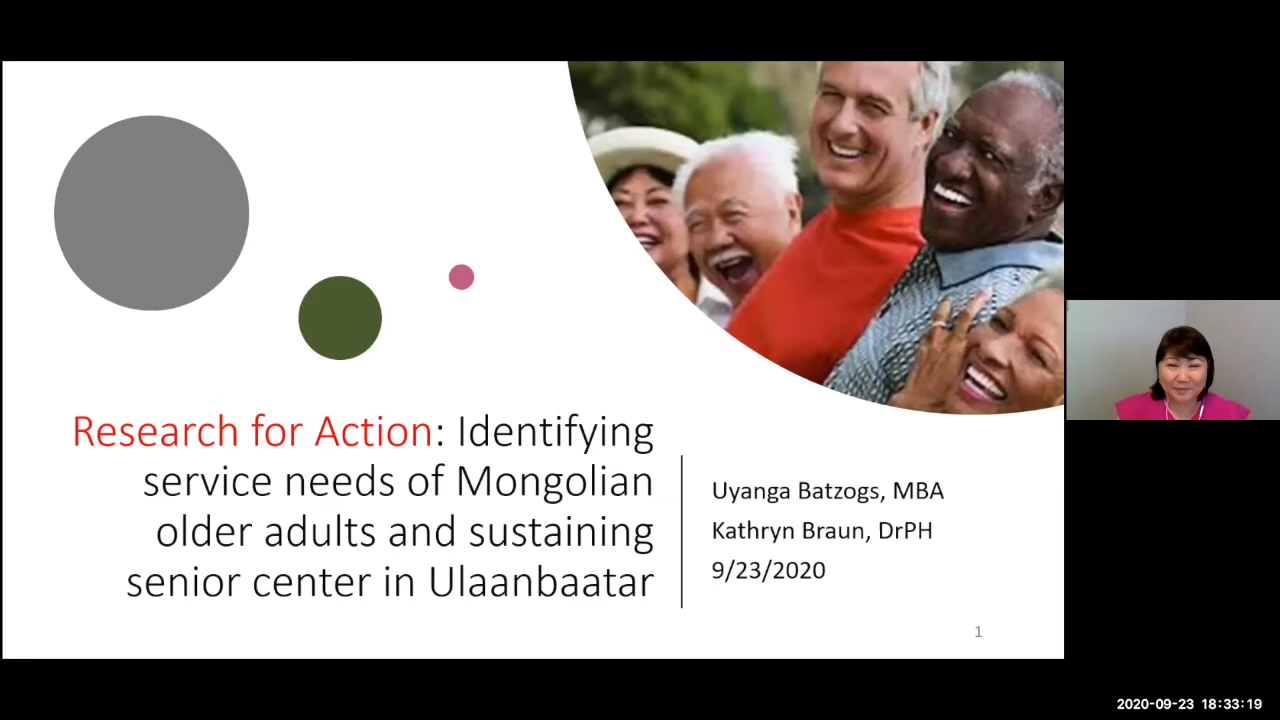 Research for Action: Identifying
service needs of Mongolian
older adults and sustaining
senior center in Ulaanbaatar
Uyanga Batzogs, MBA
Kathryn Braun, DrPH
9/23/2020
1
2020-09-23 18:33:19